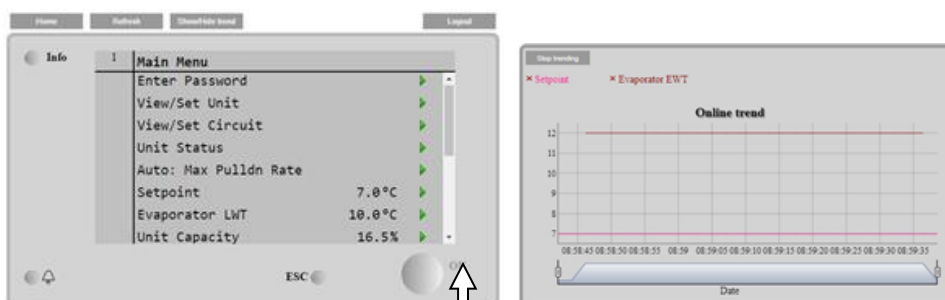 Home Refresh Show/Hide trend Logout
Info
1 Main Menu
Enter Password
View/Set Unit
View/Set Circuit
Unit Status
Auto: Max Pulldn Rate
Setpoint 7.0°C
Evaporator LWT 10.0°C
Unit Capacity 16.5%
ESC
Stop trending
× Setpoint × Evaporator EWT
Online trend
12
11
10
9
8
7
08:58:45 08:58:50 08:58:55 08:59 08:59:05 08:59:10 08:59:15 08:59:20 08:59:25 08:59:30 08:59:35
Date